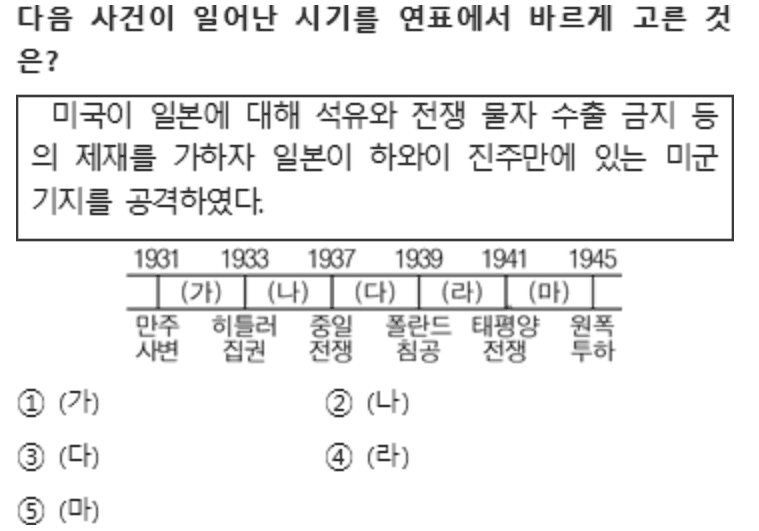 다음 사건이 일어난 시기를 연표에서 바르게 고른 것
은?
미국이 일본에 대해 석유와 전쟁 물자 수출 금지 등
의 제재를 가하자 일본이 하와이 진주만에 있는 미군
기지를 공격하였다.
1931 1933 1937 1939 1941 1945
(가) (나) (다) (라) (마)
만주 히틀러 중일 폴란드 태평양 원폭
사변 집권 전쟁 침공 전쟁 투하
① (가) ② (나)
③ (다) ④ (라)
⑤ (마)